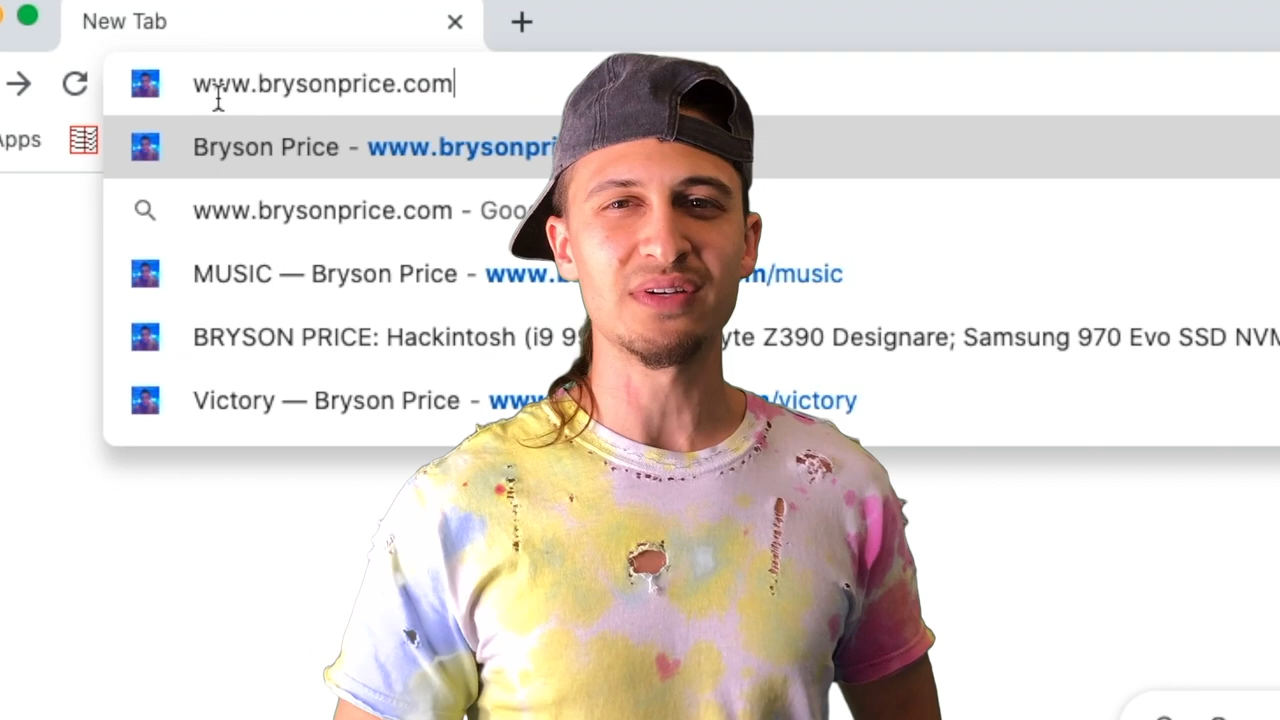 New Tab
www.brysonprice.com
Apps
Bryson Price - www.brysonpri
www.brysonprice.com - Goo
MUSIC — Bryson Price - www. m/music
BRYSON PRICE: Hackintosh (i9 99 yte Z390 Designare; Samsung 970 Evo SSD NVM
Victory — Bryson Price - www m/victory